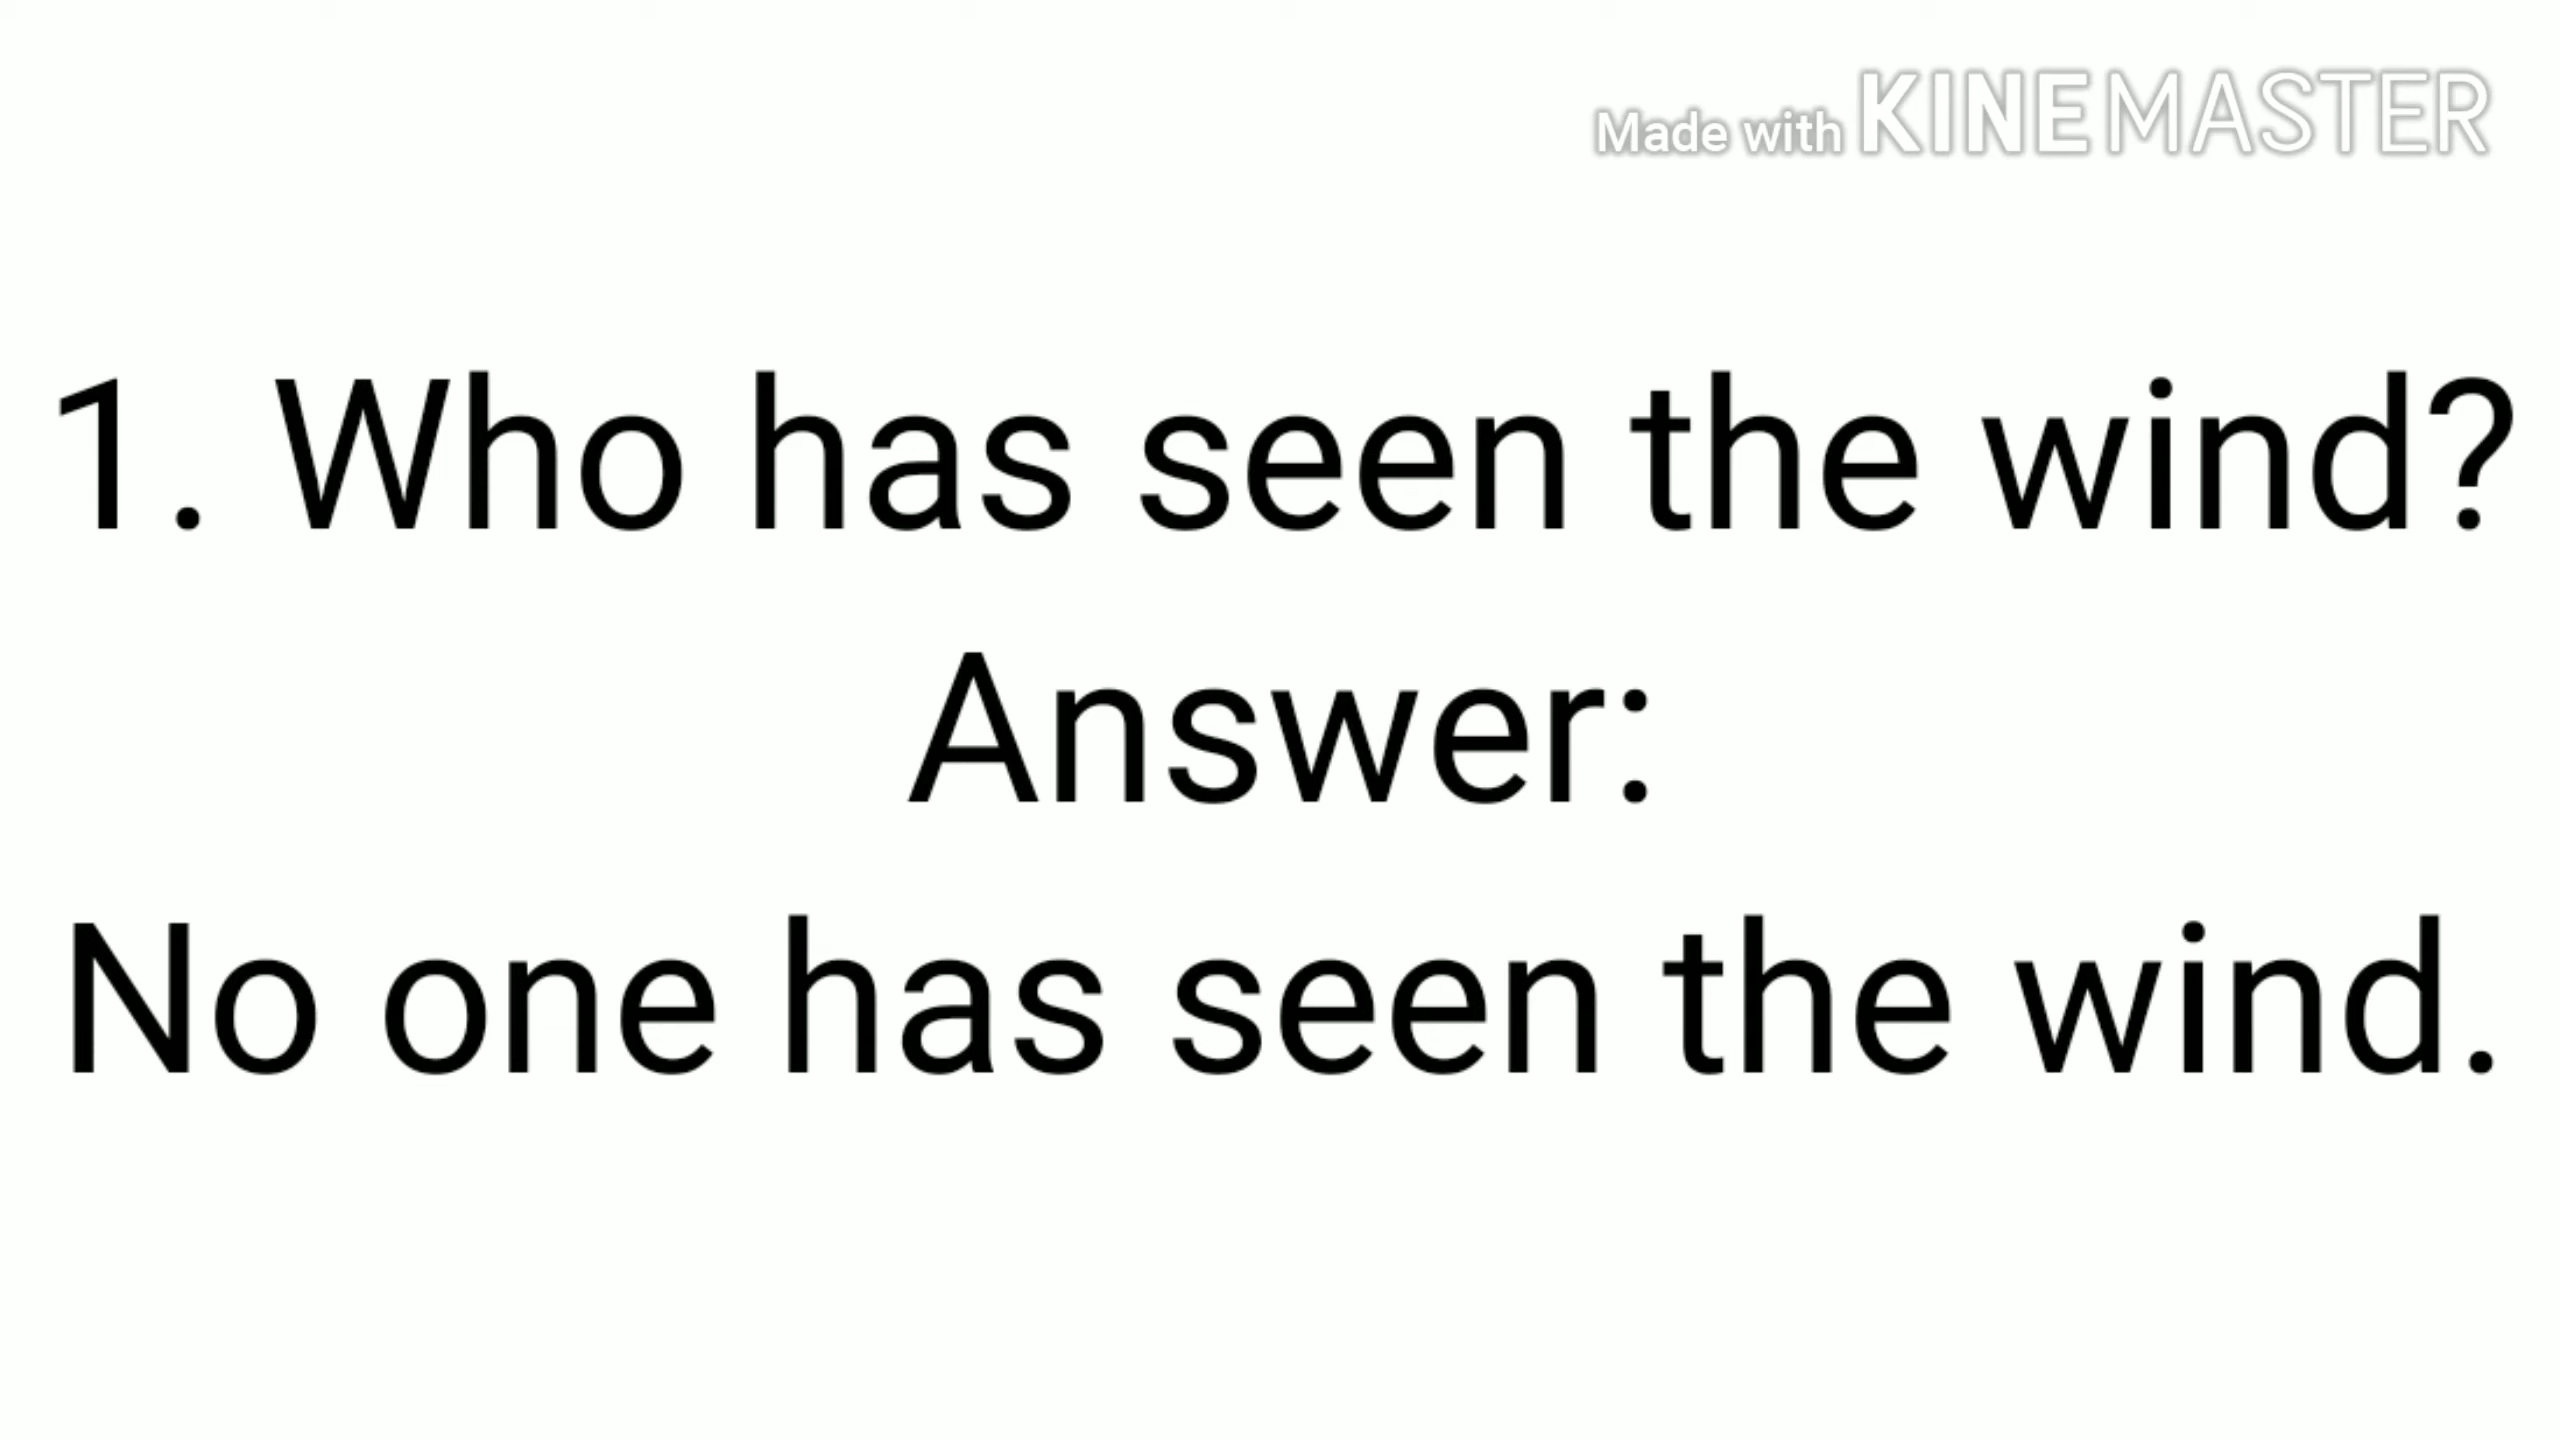 Made with KINEMASTER
1. Who has seen the wind?
Answer:
No one has seen the wind.